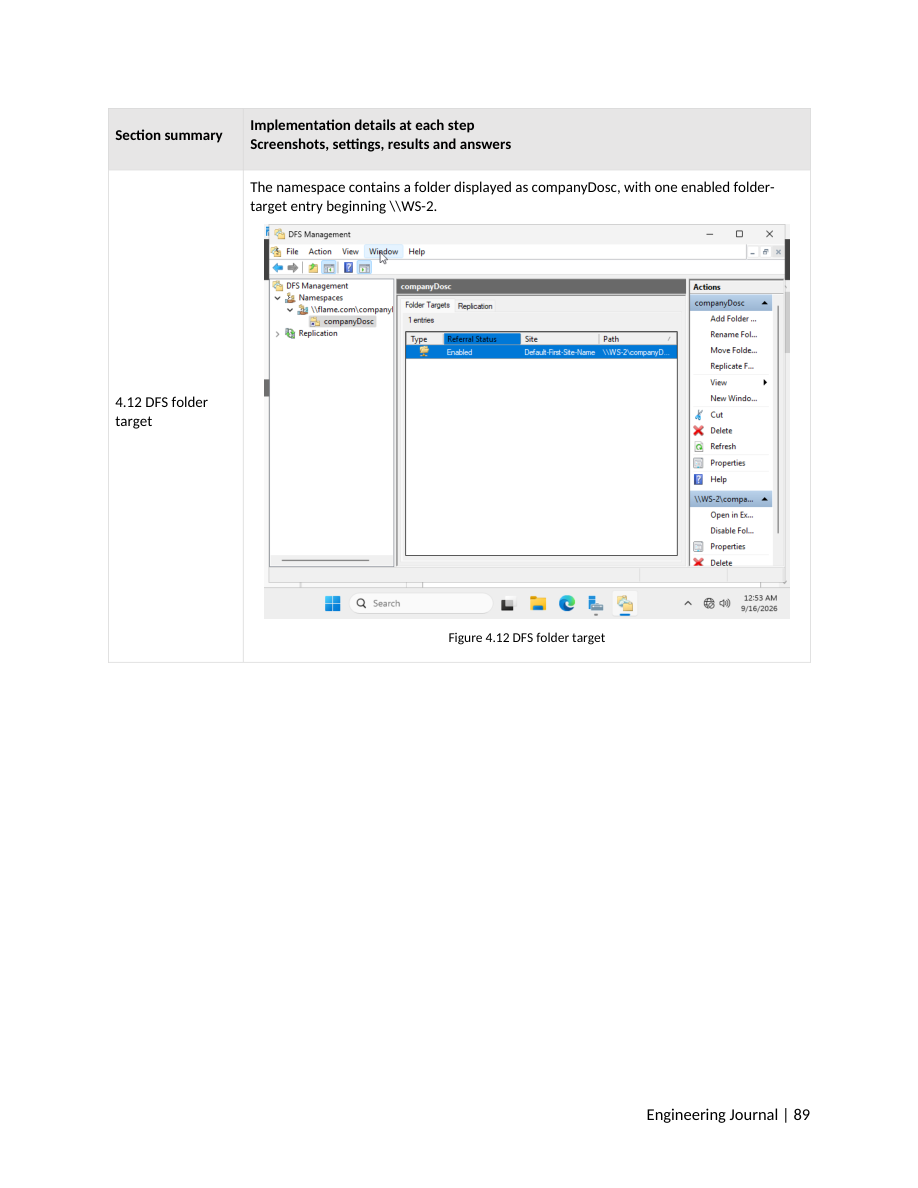 Section summary
Implementation details at each step
Screenshots, settings, results and answers
4.12 DFS folder
target
The namespace contains a folder displayed as companyDosc, with one enabled folder-
target entry beginning \\WS-2.
DFS Management
File Action View Window Help
DFS Management
Namespaces
\\flame.com\company
companyDosc
Replication
companyDosc
Folder Targets Replication
1 entries
Type Referral Status Site Path
Enabled Default-First-Site-Name \\WS-2\companyD...
Actions
companyDosc
Add Folder ...
Rename Fol...
Move Folde...
Replicate F...
View
New Windo...
Cut
Delete
Refresh
Properties
Help
\\WS-2\compa...
Open in Ex...
Disable Fol...
Properties
Delete
Search
12:53 AM
9/16/2026
Figure 4.12 DFS folder target
Engineering Journal | 89